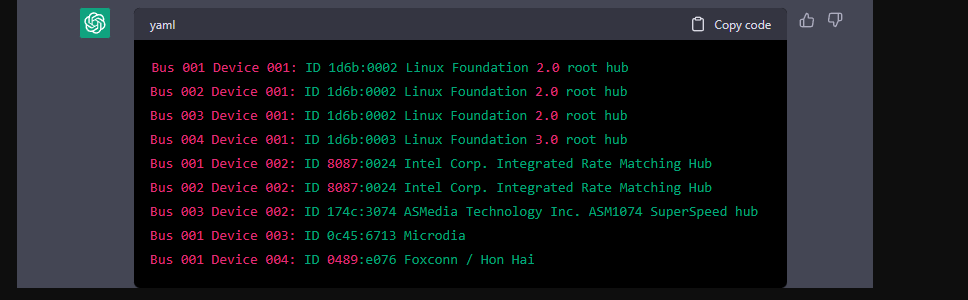 yaml Copy code
Bus 001 Device 001: ID 1d6b:0002 Linux Foundation 2.0 root hub
Bus 002 Device 001: ID 1d6b:0002 Linux Foundation 2.0 root hub
Bus 003 Device 001: ID 1d6b:0002 Linux Foundation 2.0 root hub
Bus 004 Device 001: ID 1d6b:0003 Linux Foundation 3.0 root hub
Bus 001 Device 002: ID 8087:0024 Intel Corp. Integrated Rate Matching Hub
Bus 002 Device 002: ID 8087:0024 Intel Corp. Integrated Rate Matching Hub
Bus 003 Device 002: ID 174c:3074 ASMedia Technology Inc. ASM1074 SuperSpeed hub
Bus 001 Device 003: ID 0c45:6713 Microdia
Bus 001 Device 004: ID 0489:e076 Foxconn / Hon Hai